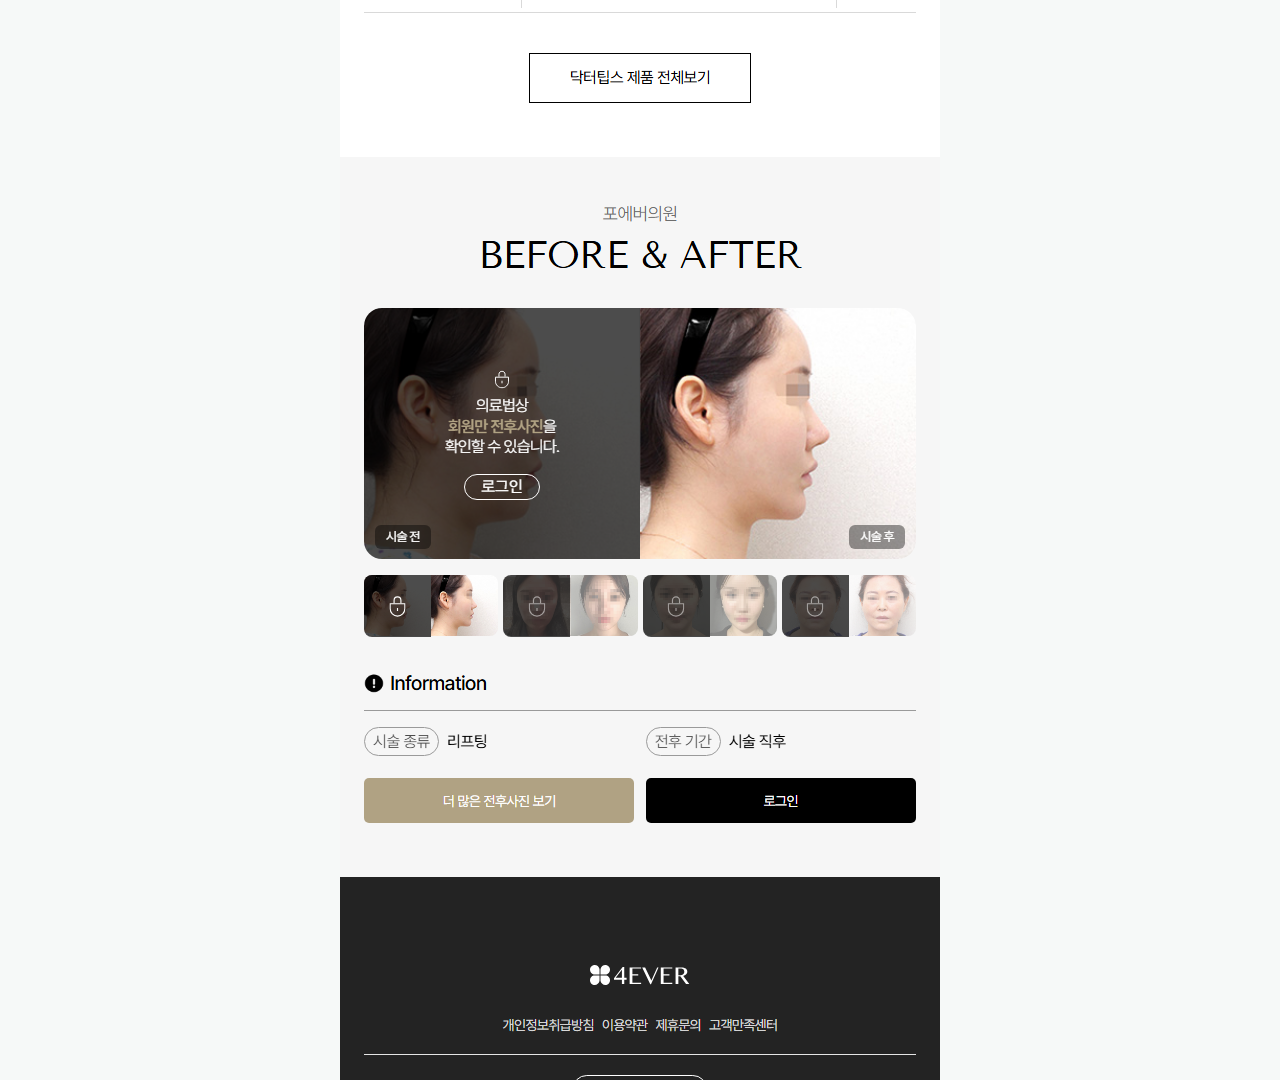 닥터팁스 제품 전체보기
포에버의원
BEFORE & AFTER
의료법상
회원만 전후사진을
확인할 수 있습니다.
로그인
시술 전
시술 후
Information
시술 종류 리프팅
전후 기간 시술 직후
더 많은 전후사진 보기
로그인
4EVER
개인정보취급방침 이용약관 제휴문의 고객만족센터